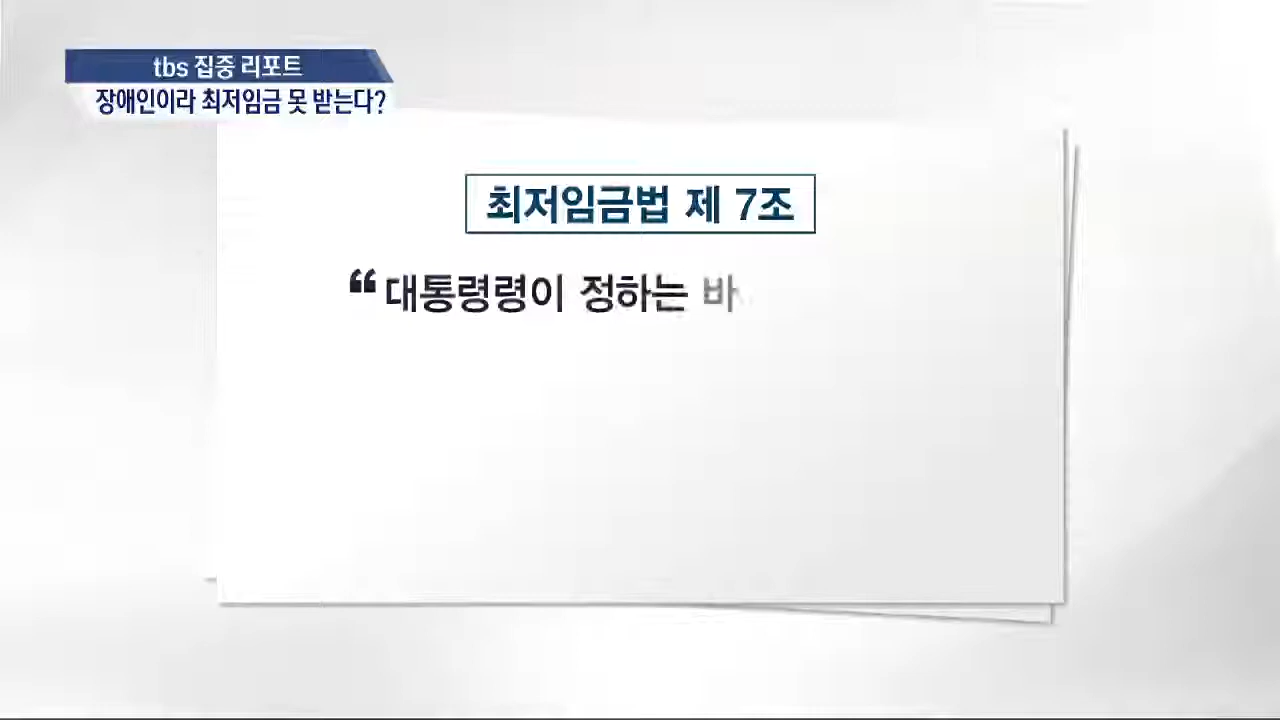 tbs 집중 리포트
장애인이라 최저임금 못 받는다?
최저임금법 제 7조
“대통령령이 정하는 바